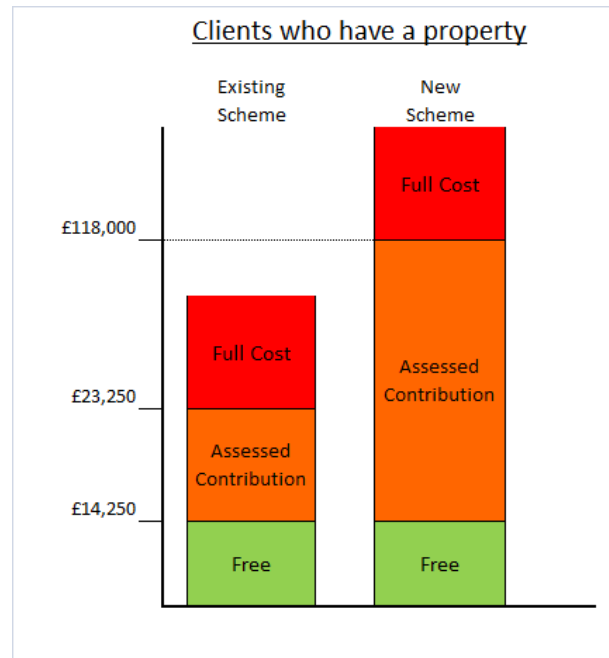 Clients who have a property
Existing
Scheme
New
Scheme
Full Cost
£118,000
Full Cost
Assessed
Contribution
£23,250
Assessed
Contribution
£14,250
Free
Free